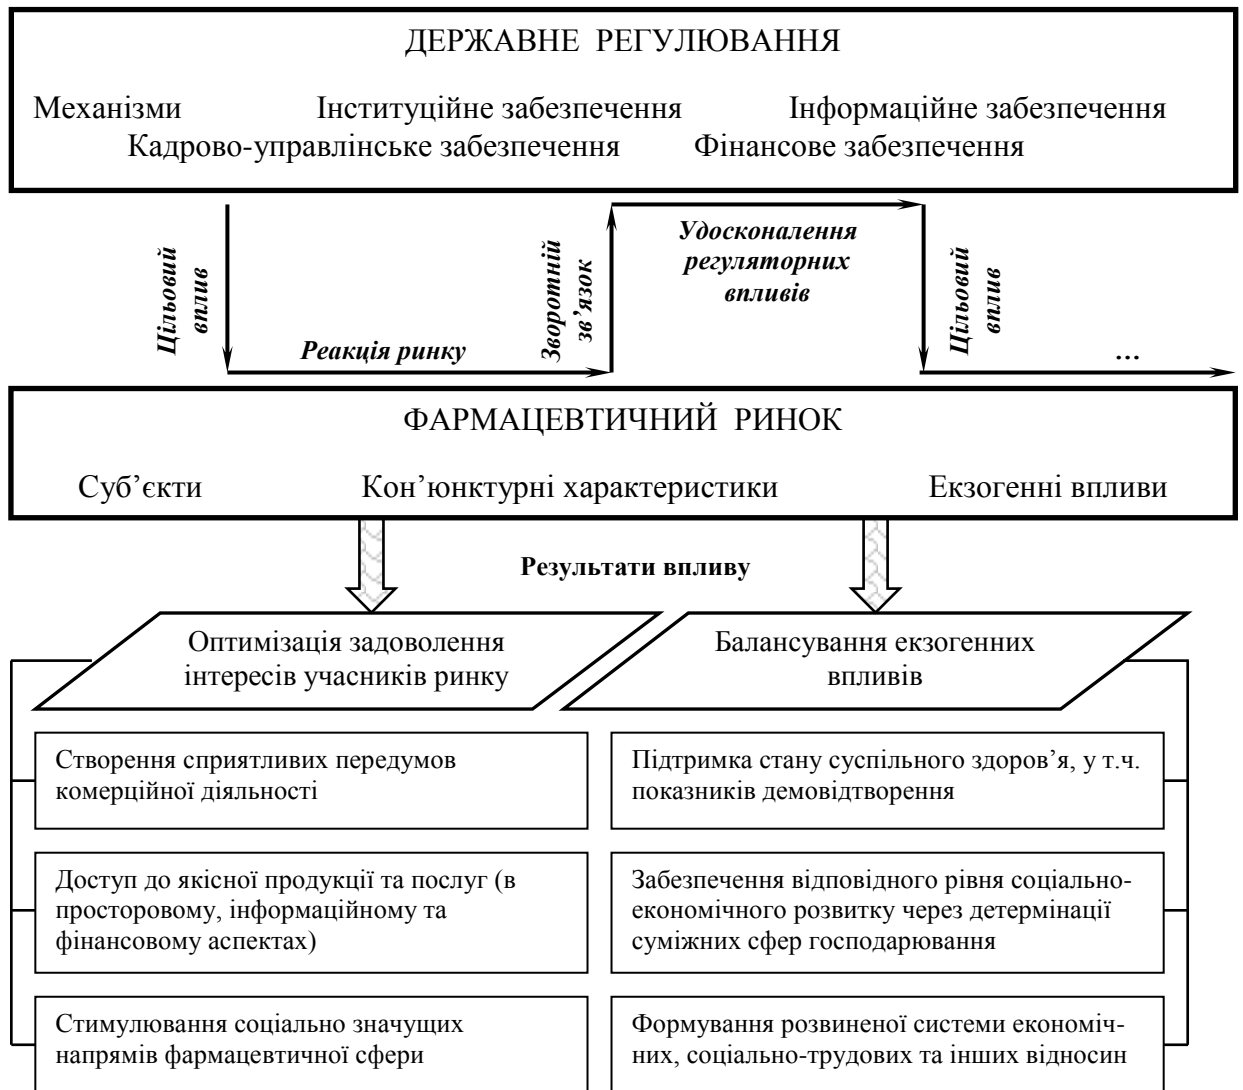 ДЕРЖАВНЕ РЕГУЛЮВАННЯ
Механізми Інституційне забезпечення Інформаційне забезпечення
Кадрово-управлінське забезпечення Фінансове забезпечення
Цільовий
вплив
Реакція ринку
Зворотній
зв’язок
Удосконалення
регуляторних
впливів
Цільовий
вплив
...
ФАРМАЦЕВТИЧНИЙ РИНОК
Суб’єкти Кон’юнктурні характеристики Екзогенні впливи
Результати впливу
Оптимізація задоволення
інтересів учасників ринку
Балансування екзогенних
впливів
Створення сприятливих передумов
комерційної діяльності
Підтримка стану суспільного здоров’я, у т.ч.
показників демовідтворення
Доступ до якісної продукції та послуг (в
просторовому, інформаційному та
фінансовому аспектах)
Забезпечення відповідного рівня соціально-
економічного розвитку через детермінації
суміжних сфер господарювання
Стимулювання соціально значущих
напрямів фармацевтичної сфери
Формування розвиненої системи економіч-
них, соціально-трудових та інших відносин